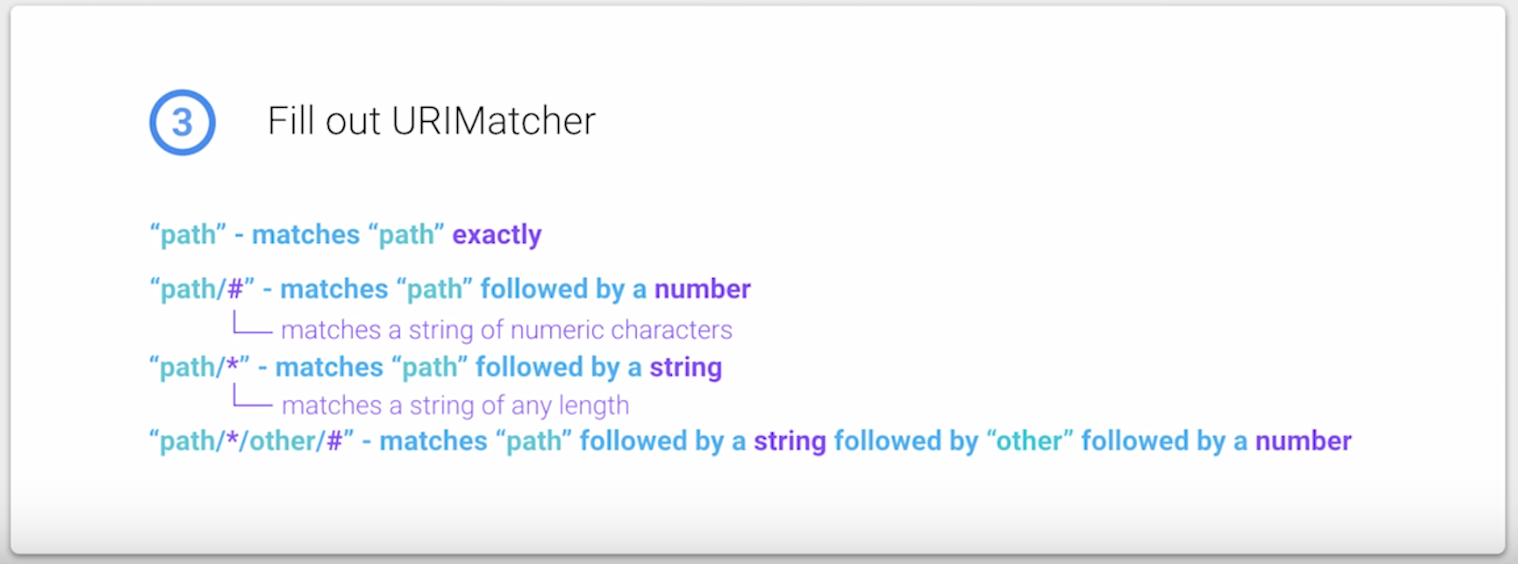 3 Fill out URIMatcher
“path” - matches “path” exactly
“path/#” - matches “path” followed by a number
matches a string of numeric characters
“path/*” - matches “path” followed by a string
matches a string of any length
“path/*/other/#” - matches “path” followed by a string followed by “other” followed by a number